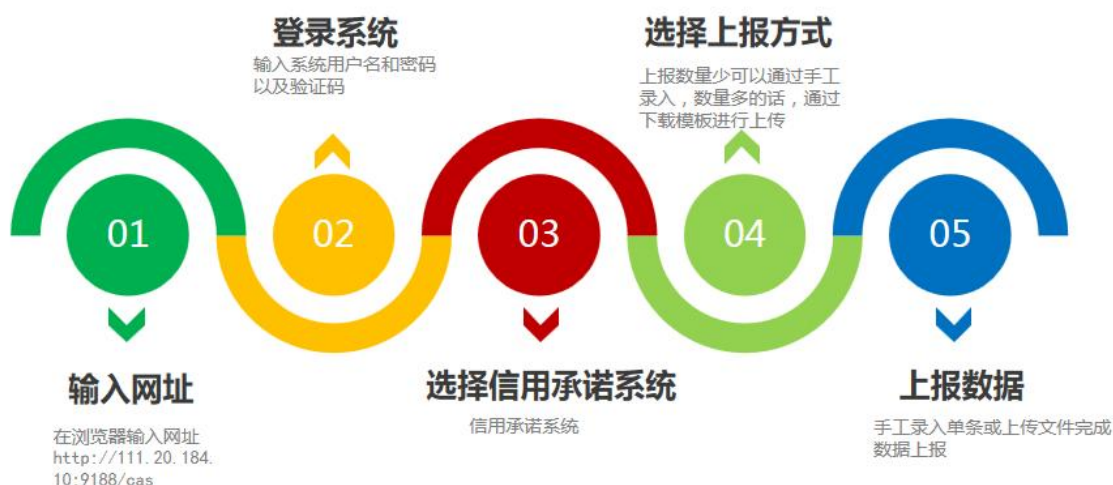 01
输入网址
在浏览器输入网址
http://111.20.184.
10:9188/cas
02
登录系统
输入系统用户名和密码
以及验证码
03
选择信用承诺系统
信用承诺系统
04
选择上报方式
上报数量少可以通过手工
录入，数量多的话，通过
下载模板进行上传
05
上报数据
手工录入单条或上传文件完成
数据上报